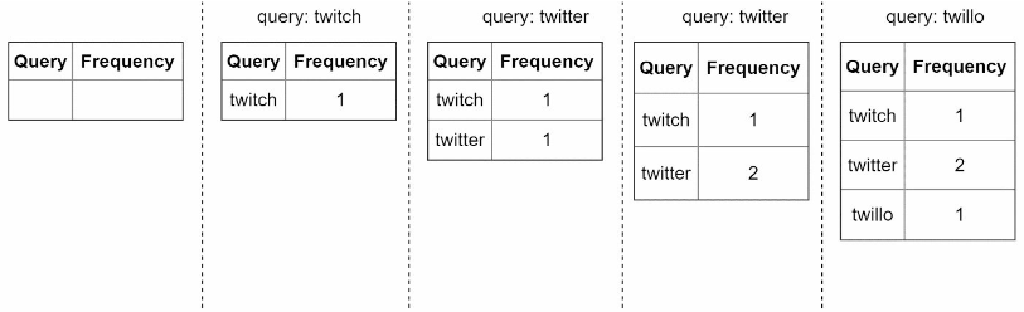 query: twitch
query: twitter
query: twitter
query: twillo
Query Frequency
Query Frequency
twitch 1
Query Frequency
twitch 1
twitter 1
Query Frequency
twitch 1
twitter 2
Query Frequency
twitch 1
twitter 2
twillo 1